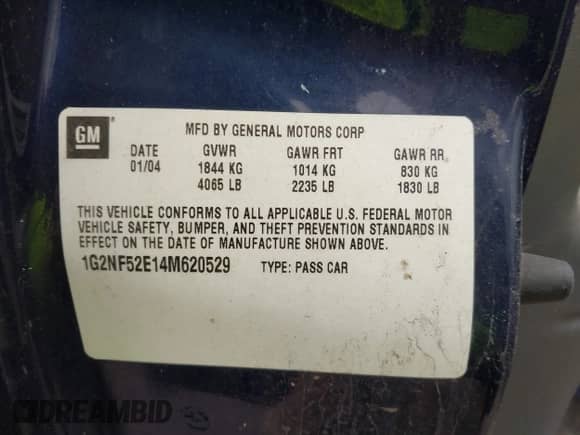 GM
MFD BY GENERAL MOTORS CORP
DATE GVWR GAWR FRT GAWR RR
01/04 1844 KG 1014 KG 830 KG
4065 LB 2235 LB 1830 LB
THIS VEHICLE CONFORMS TO ALL APPLICABLE U.S. FEDERAL MOTOR
VEHICLE SAFETY, BUMPER, AND THEFT PREVENTION STANDARDS IN
EFFECT ON THE DATE OF MANUFACTURE SHOWN ABOVE.
1G2NF52E14M620529 TYPE: PASS CAR
DREAMBID